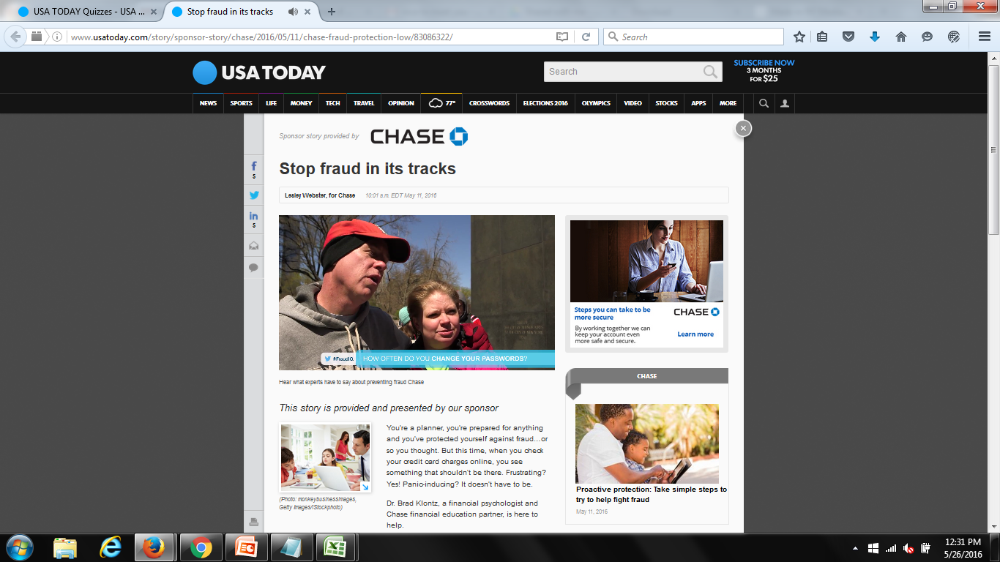 USA TODAY Quizzes - USA ...
Stop fraud in its tracks
www.usatoday.com/story/sponsor-story/chase/2016/05/11/chase-fraud-protection-low/83086322/
Search
USA TODAY
Search
SUBSCRIBE NOW
3 MONTHS
FOR $25
NEWS SPORTS LIFE MONEY TECH TRAVEL OPINION 77° CROSSWORDS ELECTIONS 2016 OLYMPICS VIDEO STOCKS APPS MORE
Sponsor story provided by CHASE
Stop fraud in its tracks
Lesley Webster, for Chase 10:01 a.m. EDT May 11, 2016
5
5
#FraudIQ. HOW OFTEN DO YOU CHANGE YOUR PASSWORDS?
Hear what experts have to say about preventing fraud Chase
This story is provided and presented by our sponsor
(Photo: monkeybusinessimages,
Getty Images/iStockphoto)
You're a planner, you're prepared for anything
and you've protected yourself against fraud…or
so you thought. But this time, when you check
your credit card charges online, you see
something that shouldn't be there. Frustrating?
Yes! Panic-inducing? It doesn't have to be.
Dr. Brad Klontz, a financial psychologist and
Chase financial education partner, is here to
help.
Steps you can take to be
more secure
CHASE
By working together we can
keep your account even
more safe and secure.
Learn more
CHASE
Proactive protection: Take simple steps to
try to help fight fraud
May 11, 2016
12:31 PM
5/26/2016